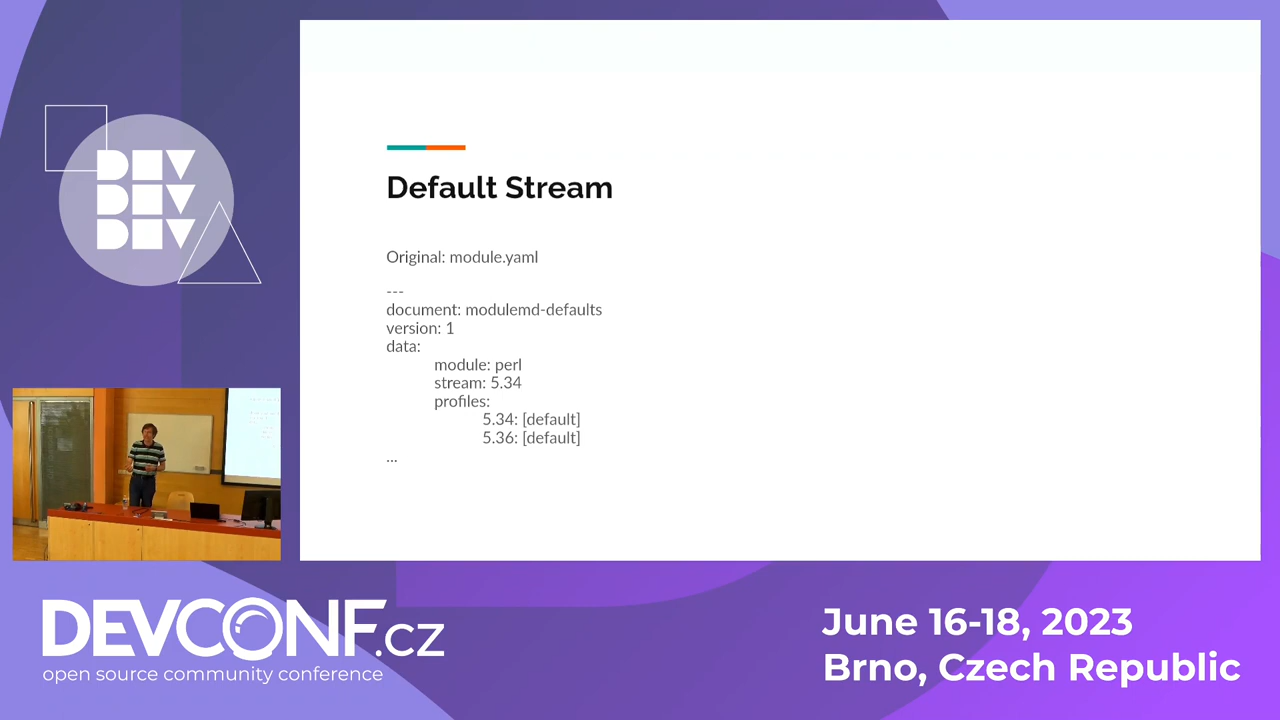 DEV
DEV
DEV
Default Stream
Original: module.yaml
---
document: modulemd-defaults
version: 1
data:
module: perl
stream: 5.34
profiles:
5.34: [default]
5.36: [default]
...
DEVCONF.cz
open source community conference
June 16-18, 2023
Brno, Czech Republic